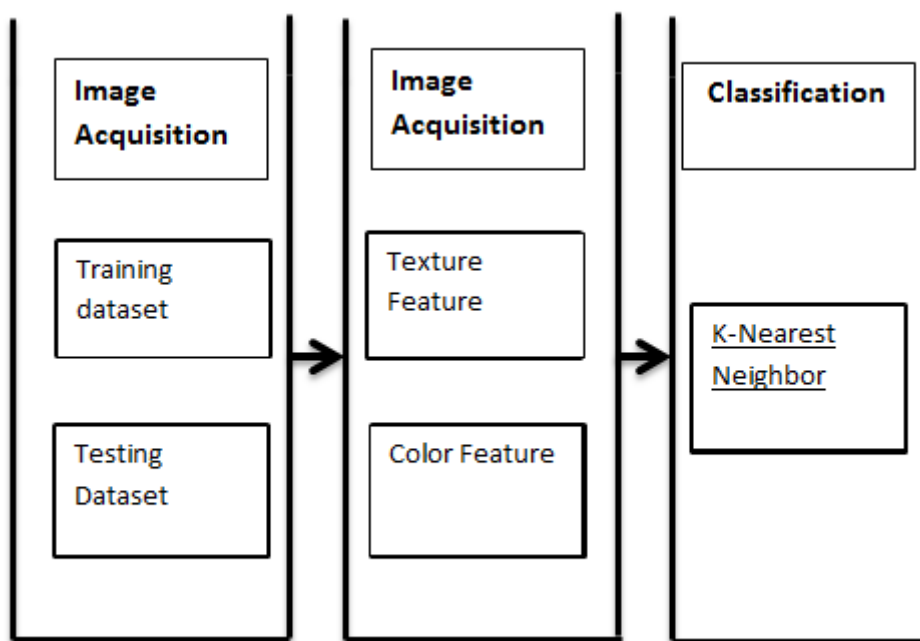 Image
Acquisition
Training
dataset
Testing
Dataset
Image
Acquisition
Texture
Feature
Color Feature
Classification
K-Nearest
Neighbor